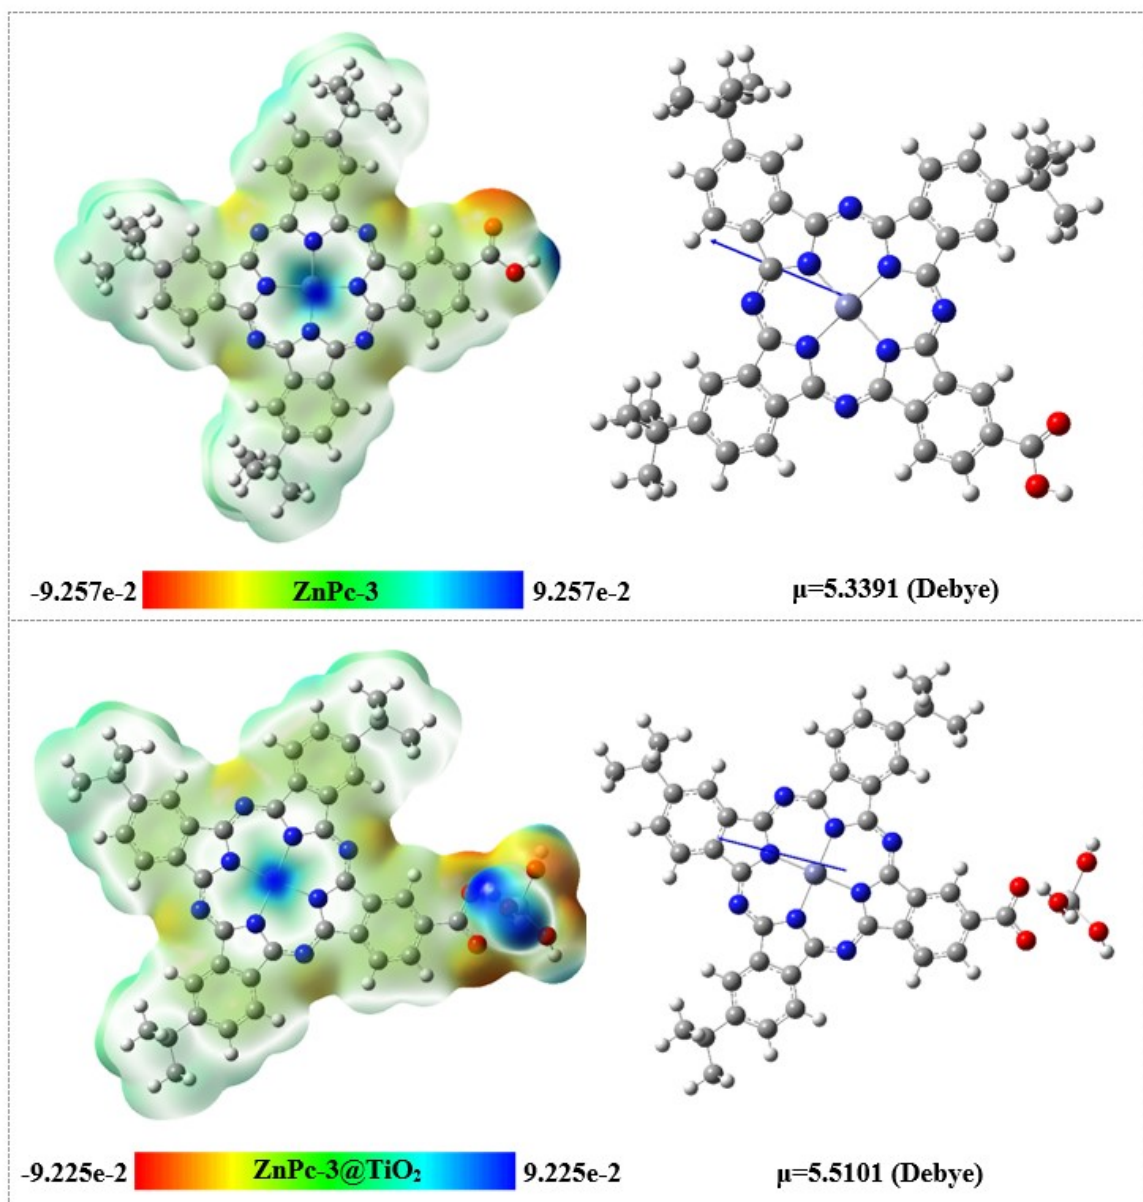 -9.257e-2 ZnPc-3 9.257e-2 μ=5.3391 (Debye)
-9.225e-2 ZnPc-3@TiO₂ 9.225e-2 μ=5.5101 (Debye)